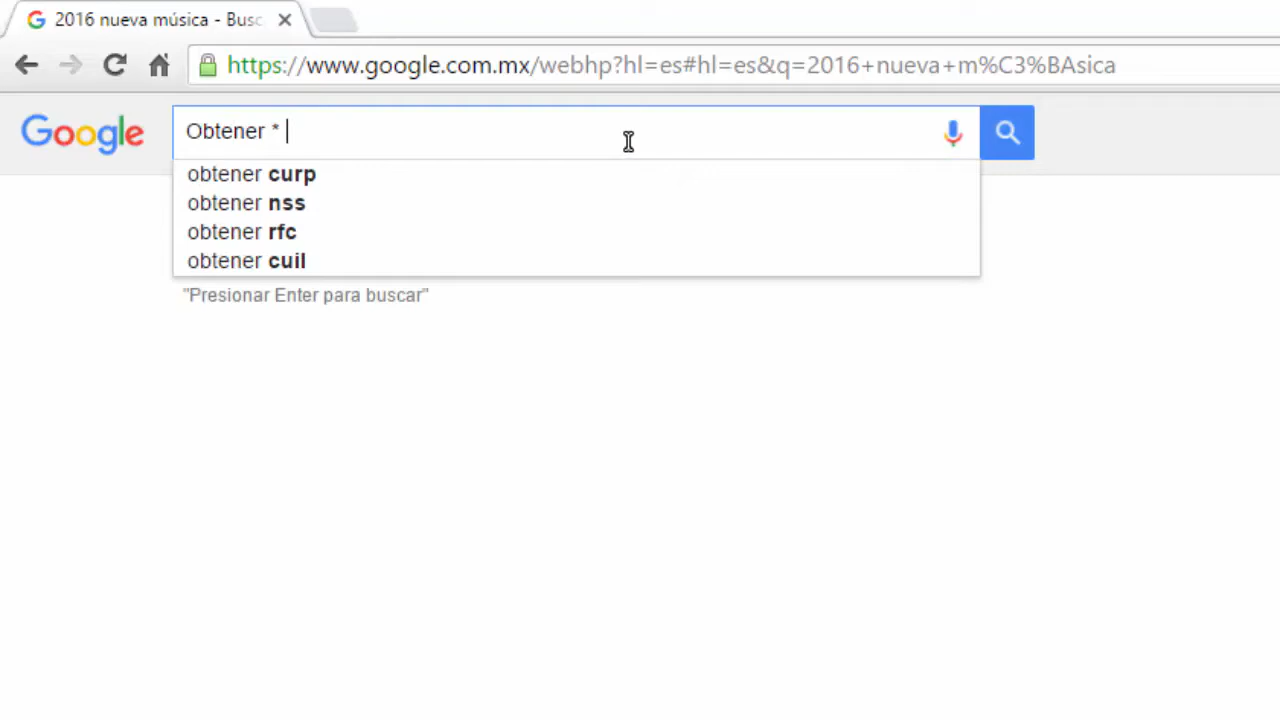 2016 nueva música - Busc
https://www.google.com.mx/webhp?hl=es#hl=es&q=2016+nueva+m%C3%BAsica
Google
Obtener *
obtener curp
obtener nss
obtener rfc
obtener cuil
"Presionar Enter para buscar"